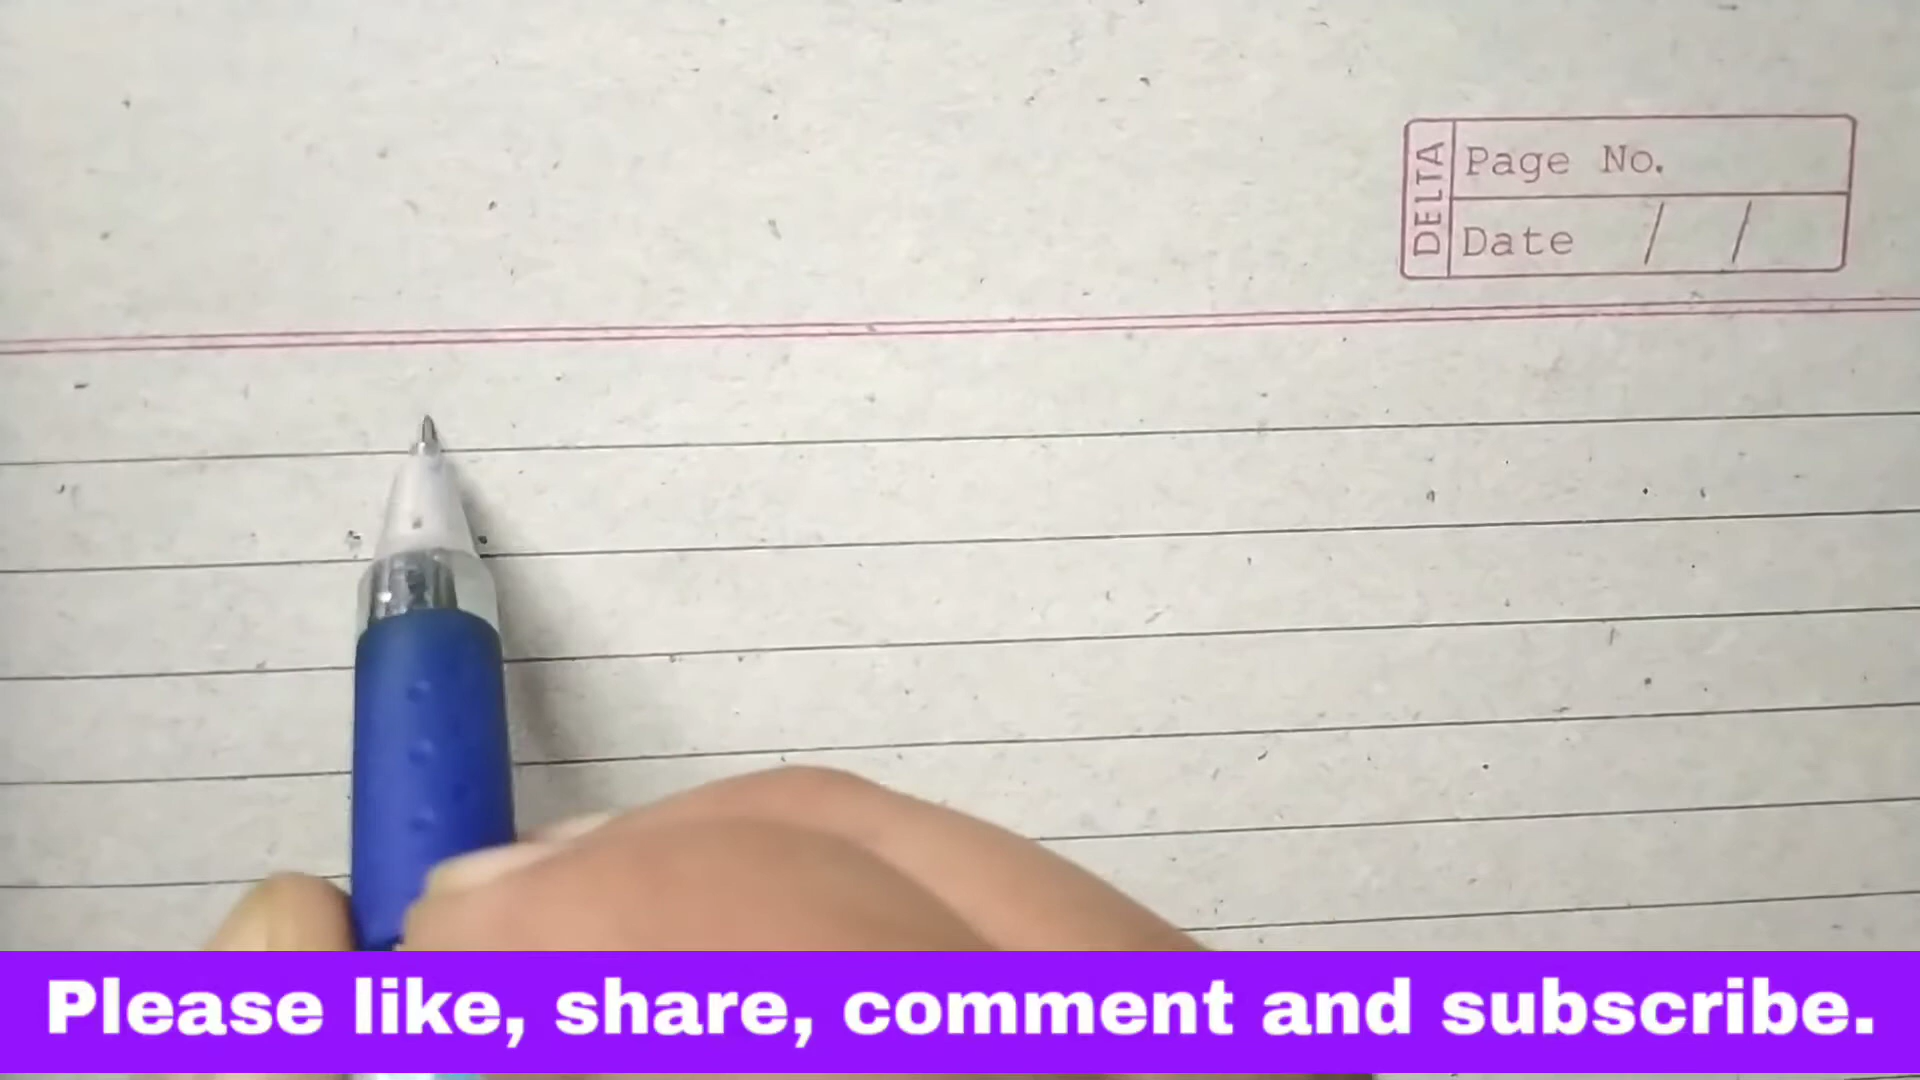 DELTA
Page No.
Date / /
Please like, share, comment and subscribe.